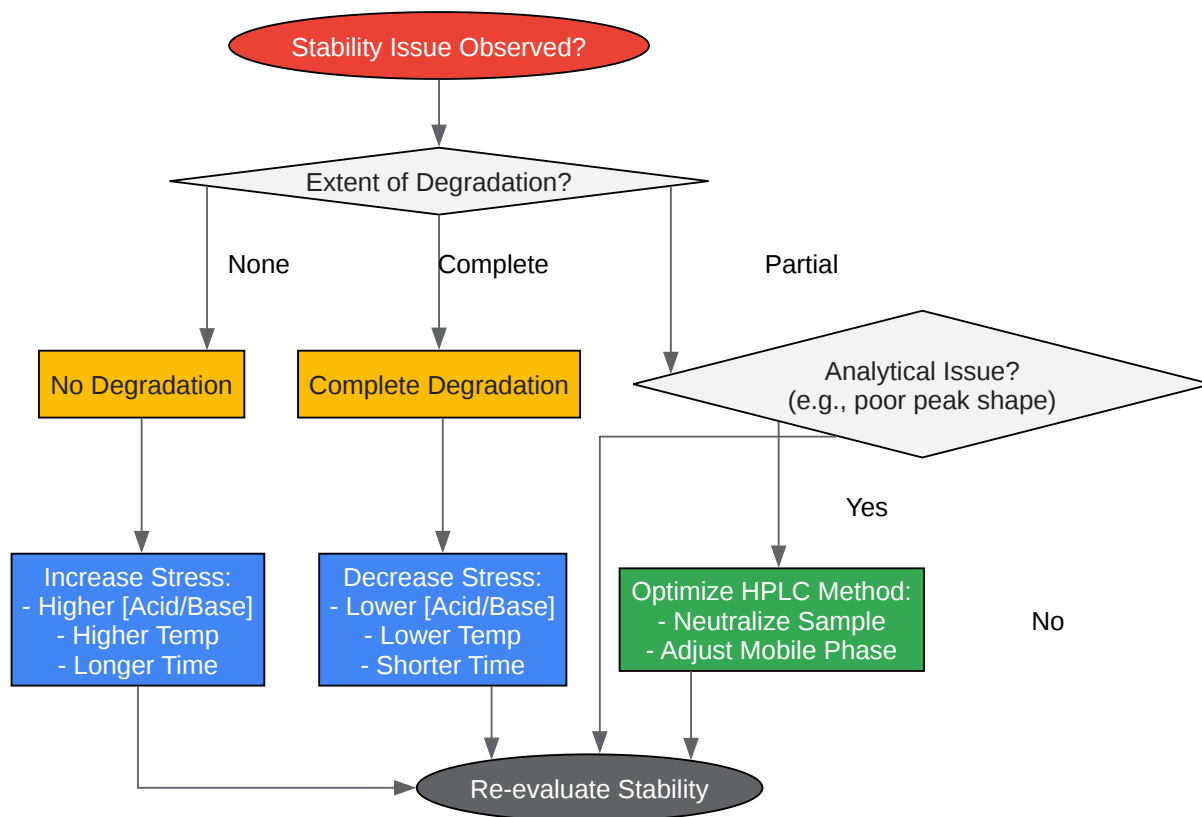 Stability Issue Observed?
Extent of Degradation?
None
Complete
Partial
No Degradation
Complete Degradation
Analytical Issue?
(e.g., poor peak shape)
Yes
Increase Stress:
- Higher [Acid/Base]
- Higher Temp
- Longer Time
Decrease Stress:
- Lower [Acid/Base]
- Lower Temp
- Shorter Time
Optimize HPLC Method:
- Neutralize Sample
- Adjust Mobile Phase
No
Re-evaluate Stability